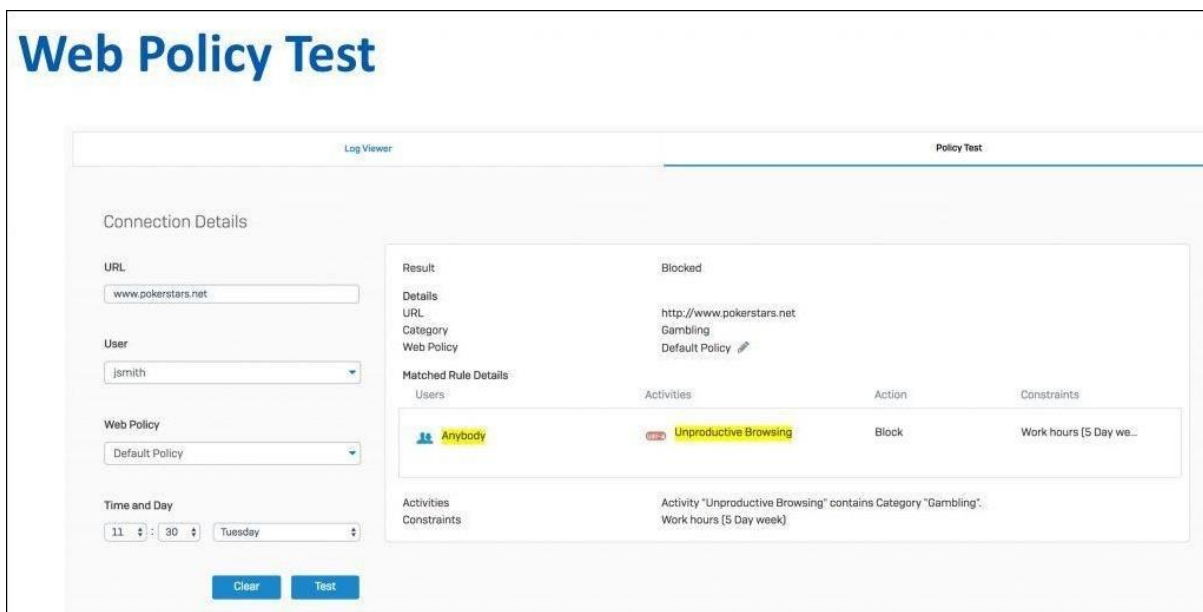 Web Policy Test
Log Viewer
Policy Test
Connection Details
URL
www.pokerstars.net
User
jsmith
Web Policy
Default Policy
Time and Day
11 : 30 Tuesday
Clear Test
Result Blocked
Details
URL http://www.pokerstars.net
Category Gambling
Web Policy Default Policy
Matched Rule Details
Users Activities Action Constraints
Anybody Unproductive Browsing Block Work hours (5 Day we...
Activities Activity "Unproductive Browsing" contains Category "Gambling".
Constraints Work hours (5 Day week)